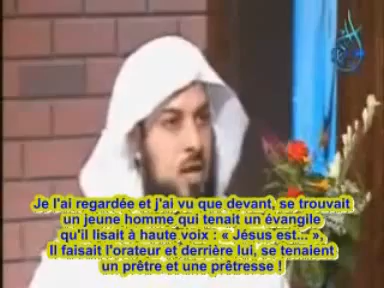 Je l'ai regardée et j'ai vu que devant, se trouvait
un jeune homme qui tenait un évangile
qu'il lisait à haute voix : « Jésus est... »,
Il faisait l'orateur et derrière lui, se tenaient
un prêtre et une prêtresse !